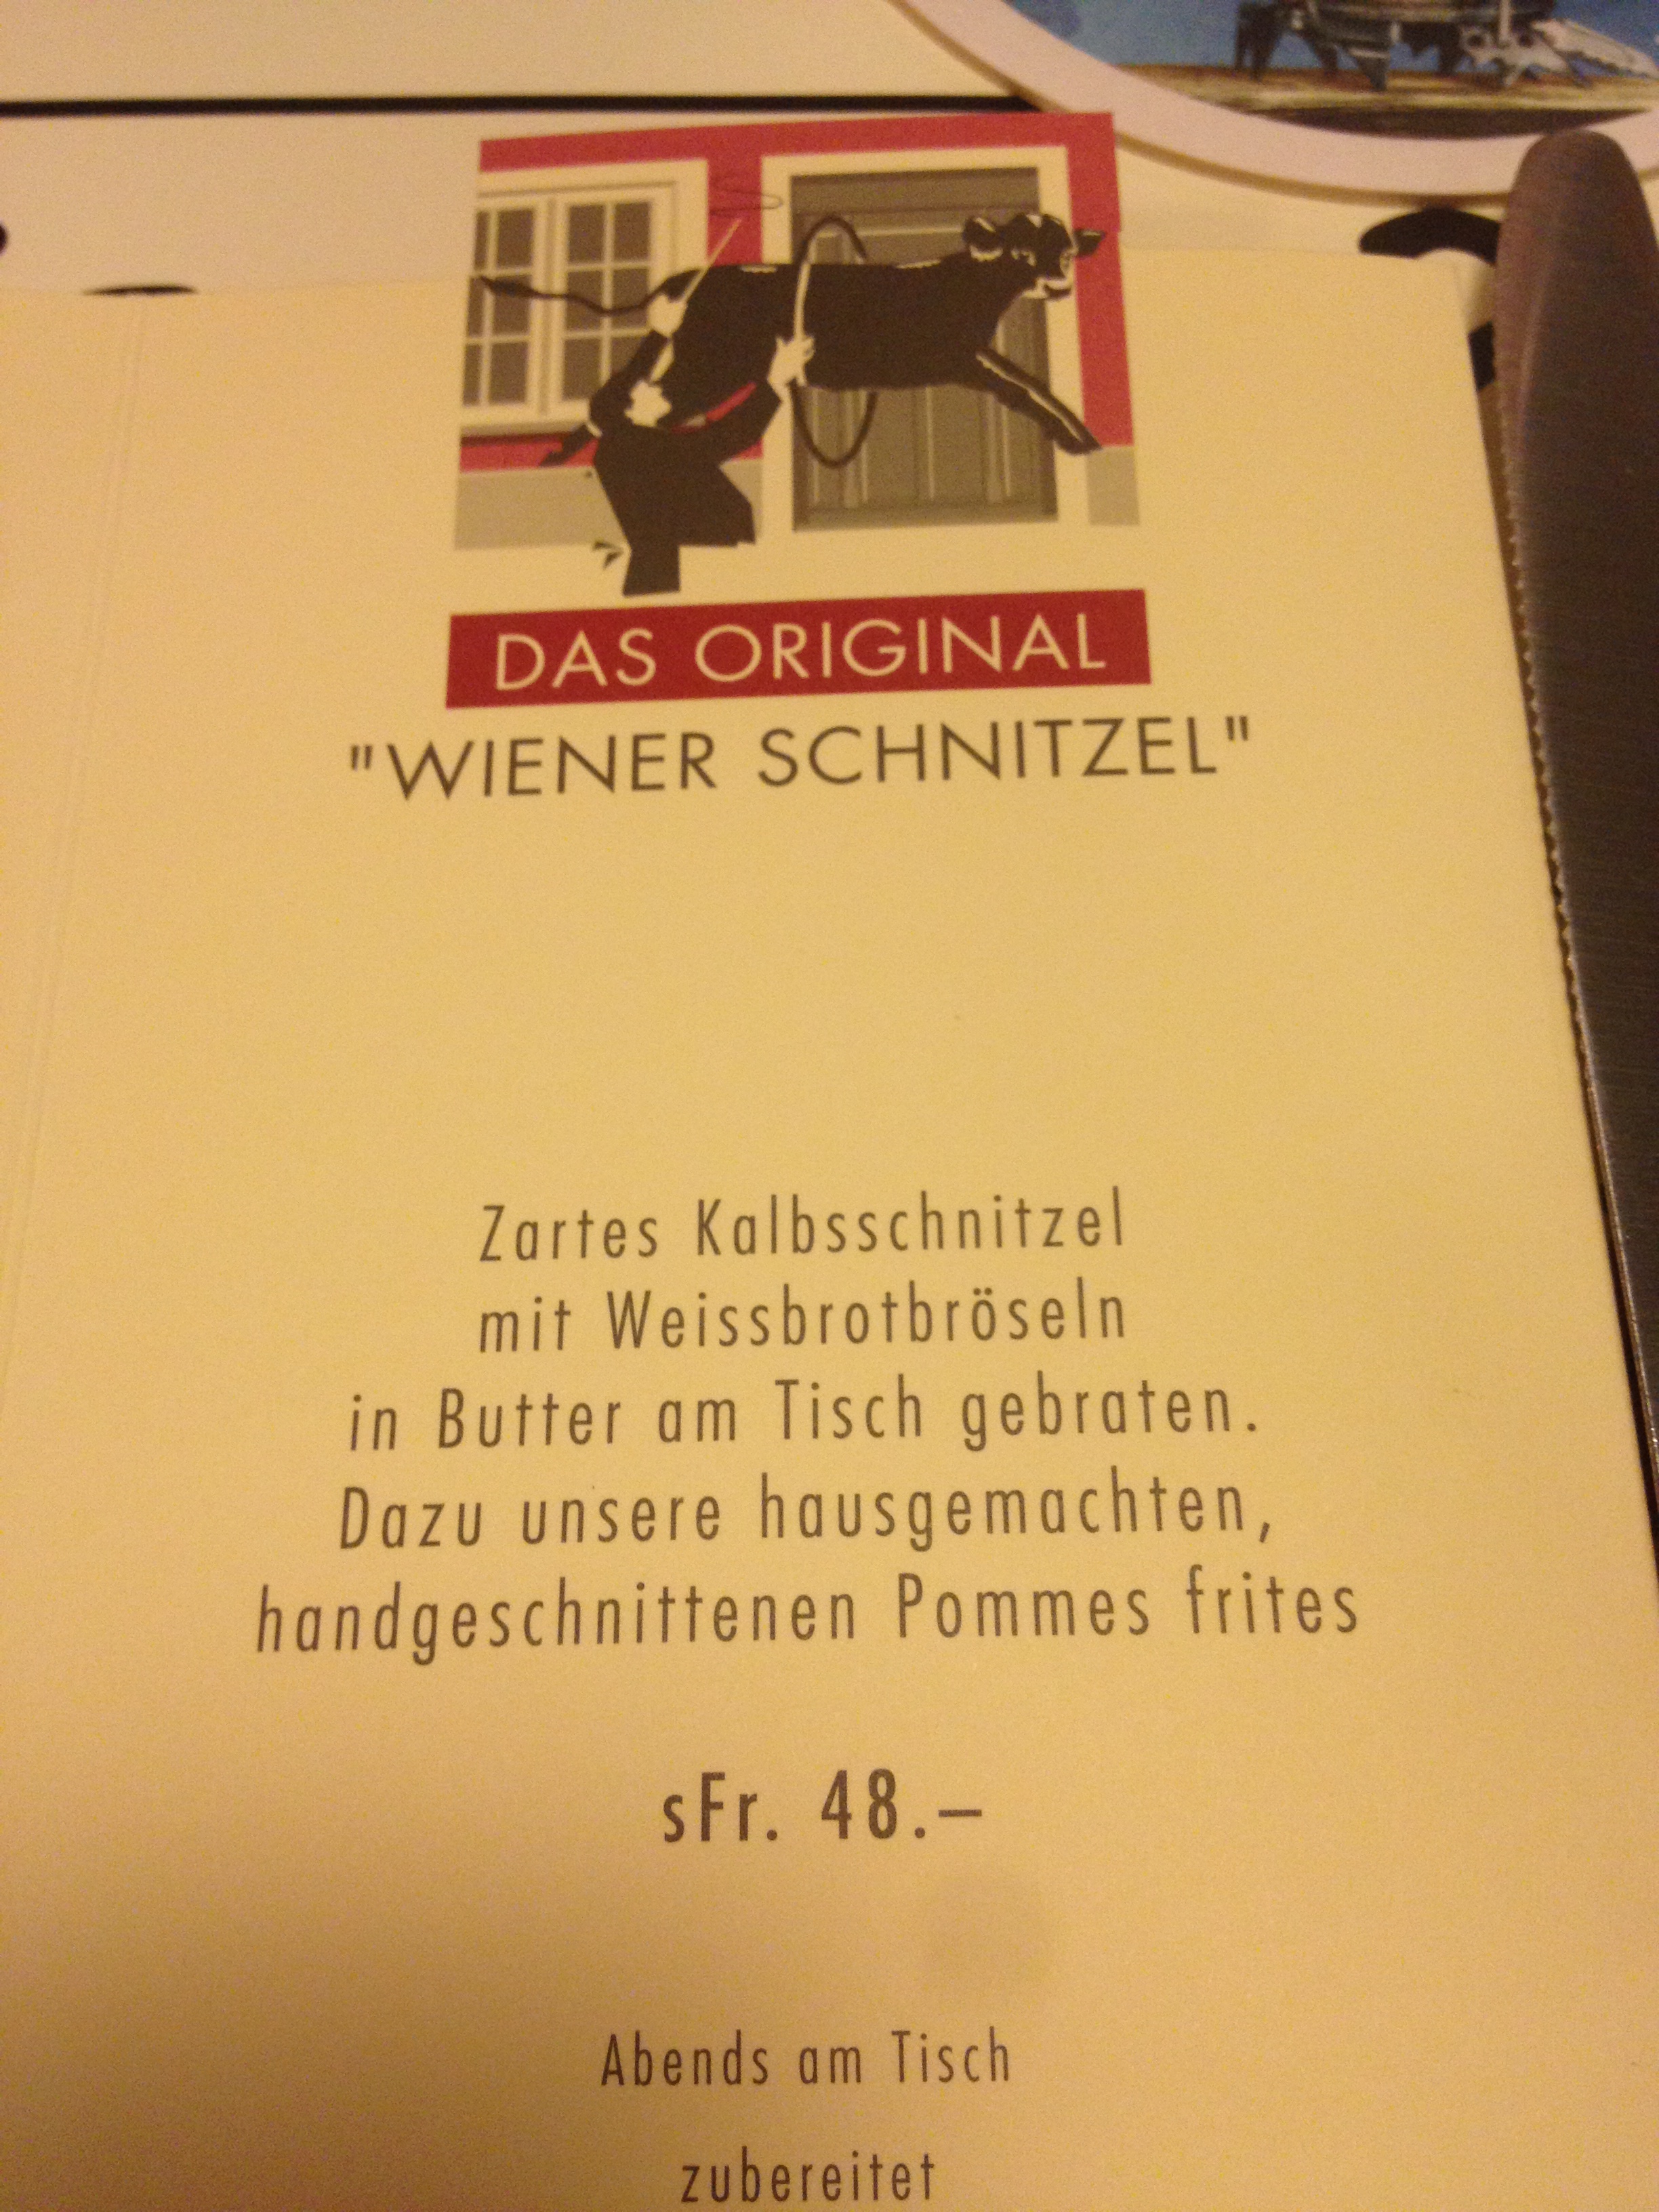 DAS ORIGINAL
"WIENER SCHNITZEL"
Zartes Kalbsschnitzel
mit Weissbrotbröseln
in Butter am Tisch gebraten.
Dazu unsere hausgemachten,
handgeschnittenen Pommes frites
sFr. 48.–
Abends am Tisch
zubereitet